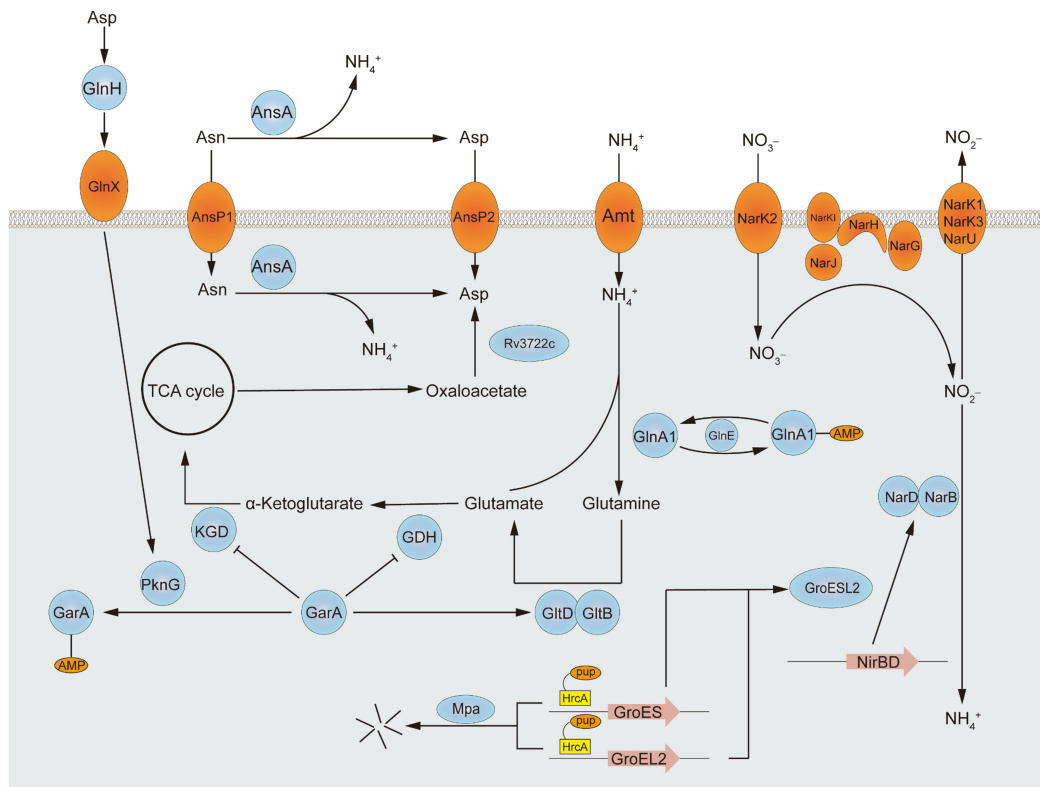 Asp
NH₄⁺
GlnH
AnsA
Asn
Asp
NH₄⁺
NO₃⁻
NO₂⁻
GlnX
AnsP1
AnsP2
Amt
NarK2
NarKI
NarH
NarG
NarJ
NarK1
NarK3
NarU
AnsA
Asn
Asp
NH₄⁺
NH₄⁺
Rv3722c
NO₃⁻
NO₂⁻
TCA cycle
Oxaloacetate
GlnA1
GlnE
GlnA1
AMP
α-Ketoglutarate
Glutamate
Glutamine
NarD
NarB
KGD
GDH
PknG
GroESL2
GarA
GarA
GltD
GltB
AMP
NirBD
pup
HrcA
GroES
Mpa
pup
HrcA
GroEL2
NH₄⁺